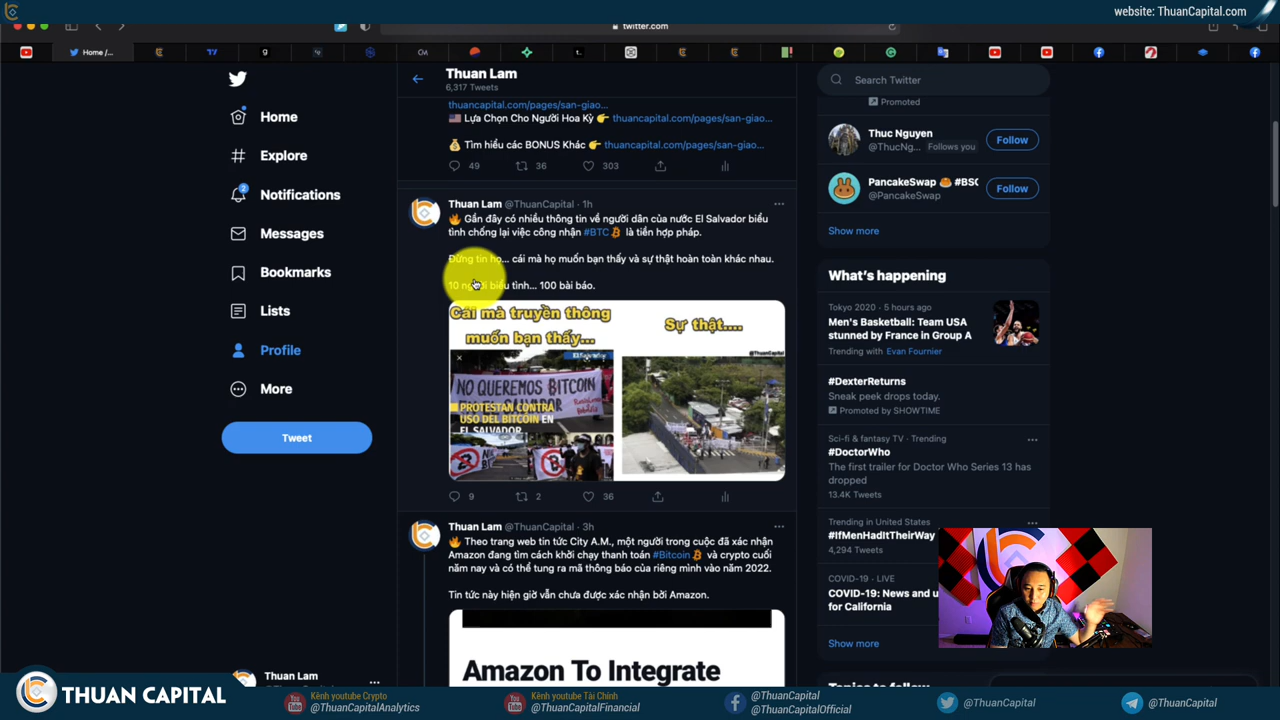 website: ThuanCapital.com
twitter.com
Home /...
Home
Explore
Notifications
2
Messages
Bookmarks
Lists
Profile
More
Tweet
Thuan Lam
Thuan Lam
6,317 Tweets
thuancapital.com/pages/san-giao...
🇺🇸 Lựa Chọn Cho Người Hoa Kỳ 👉 thuancapital.com/pages/san-giao...
💰 Tìm hiểu các BONUS Khác 👉 thuancapital.com/pages/san-giao...
49 36 303
Thuan Lam @ThuanCapital · 1h
🔥 Gần đây có nhiều thông tin về người dân của nước El Salvador biểu
tình chống lại việc công nhận #BTC là tiền hợp pháp.
Đừng tin họ... cái mà họ muốn bạn thấy và sự thật hoàn toàn khác nhau.
10 người biểu tình... 100 bài báo.
Cái mà truyền thông
muốn bạn thấy...
Sự thật....
@ThuanCapital
NO QUEREMOS BITCOIN
PROTESTAN CONTRA
USO DEL BITCOIN EN
EL SALVADOR
9 2 36
Thuan Lam @ThuanCapital · 3h
🔥 Theo trang web tin tức City A.M., một người trong cuộc đã xác nhận
Amazon đang tìm cách khởi chạy thanh toán #Bitcoin và crypto cuối
năm nay và có thể tung ra mã thông báo của riêng mình vào năm 2022.
Tin tức này hiện giờ vẫn chưa được xác nhận bởi Amazon.
Amazon To Integrate
Search Twitter
Promoted
Thuc Nguyen
@ThucNg... Follows you
Follow
PancakeSwap 🥞 #BSC
@PancakeSwap
Follow
Show more
What's happening
Tokyo 2020 · 5 hours ago
Men's Basketball: Team USA
stunned by France in Group A
Trending with Evan Fournier
#DexterReturns
Sneak peek drops today.
Promoted by SHOWTIME
Sci-fi & fantasy TV · Trending
#DoctorWho
The first trailer for Doctor Who Series 13 has
dropped
13.4K Tweets
Trending in United States
#IfMenHadItTheirWay
4,294 Tweets
COVID-19 · LIVE
COVID-19: News and u
for California
Show more
Topics to follow
THUAN CAPITAL
Kênh youtube Crypto
@ThuanCapitalAnalytics
Kênh youtube Tài Chính
@ThuanCapitalFinancial
@ThuanCapital
@ThuanCapitalOfficial
@ThuanCapital
@ThuanCapital